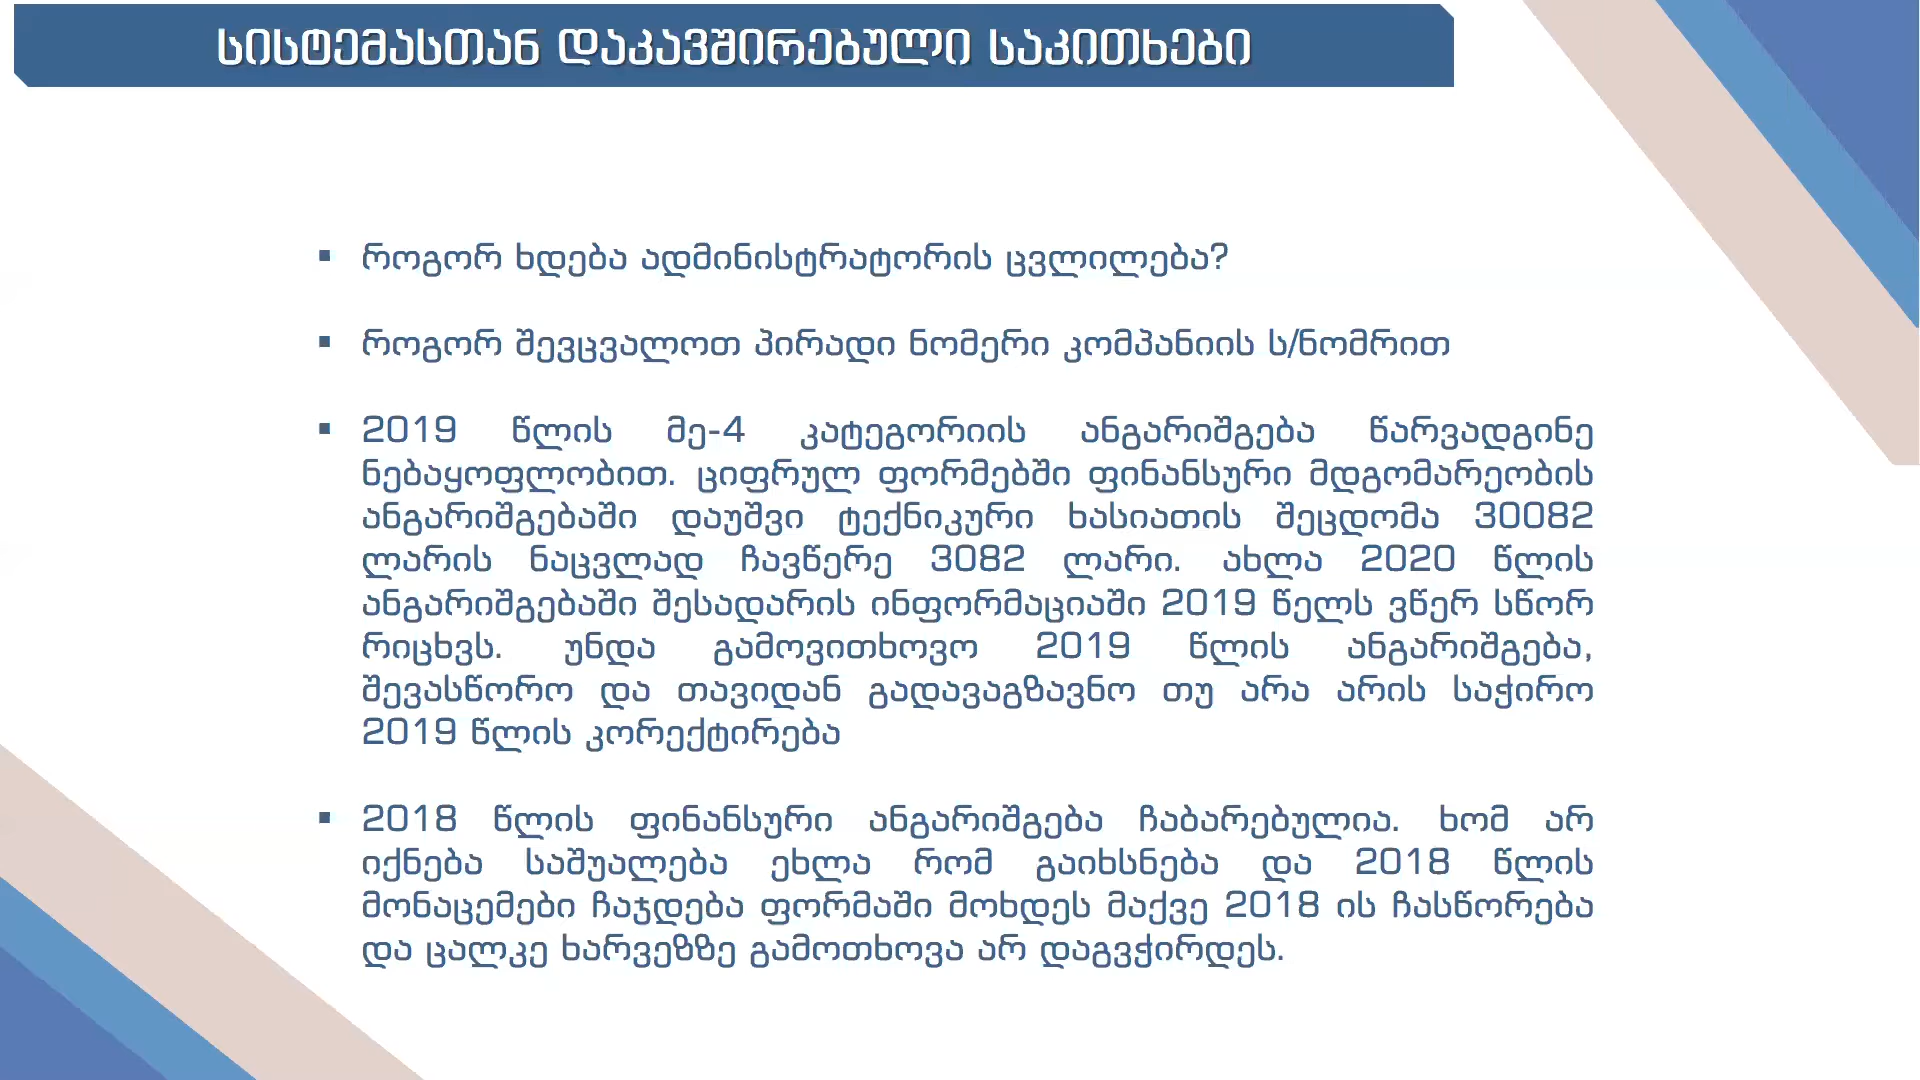 სისტემასთან დაკავშირებული საკითხები
▪ როგორ ხდება ადმინისტრატორის ცვლილება?
▪ როგორ შევცვალოთ პირადი ნომერი კომპანიის ს/ნომრით
▪ 2019 წლის მე-4 კატეგორიის ანგარიშგება წარვადგინე
ნებაყოფლობით. ციფრულ ფორმებში ფინანსური მდგომარეობის
ანგარიშგებაში დაუშვი ტექნიკური ხასიათის შეცდომა 30082
ლარის ნაცვლად ჩავწერე 3082 ლარი. ახლა 2020 წლის
ანგარიშგებაში შესადარის ინფორმაციაში 2019 წელს ვწერ სწორ
რიცხვს. უნდა გამოვითხოვო 2019 წლის ანგარიშგება,
შევასწორო და თავიდან გადავაგზავნო თუ არა არის საჭირო
2019 წლის კორექტირება
▪ 2018 წლის ფინანსური ანგარიშგება ჩაბარებულია. ხომ არ
იქნება საშუალება ეხლა რომ გაიხსნება და 2018 წლის
მონაცემები ჩაჯდება ფორმაში მოხდეს მაქვე 2018 ის ჩასწორება
და ცალკე ხარვეზზე გამოთხოვა არ დაგვჭირდეს.